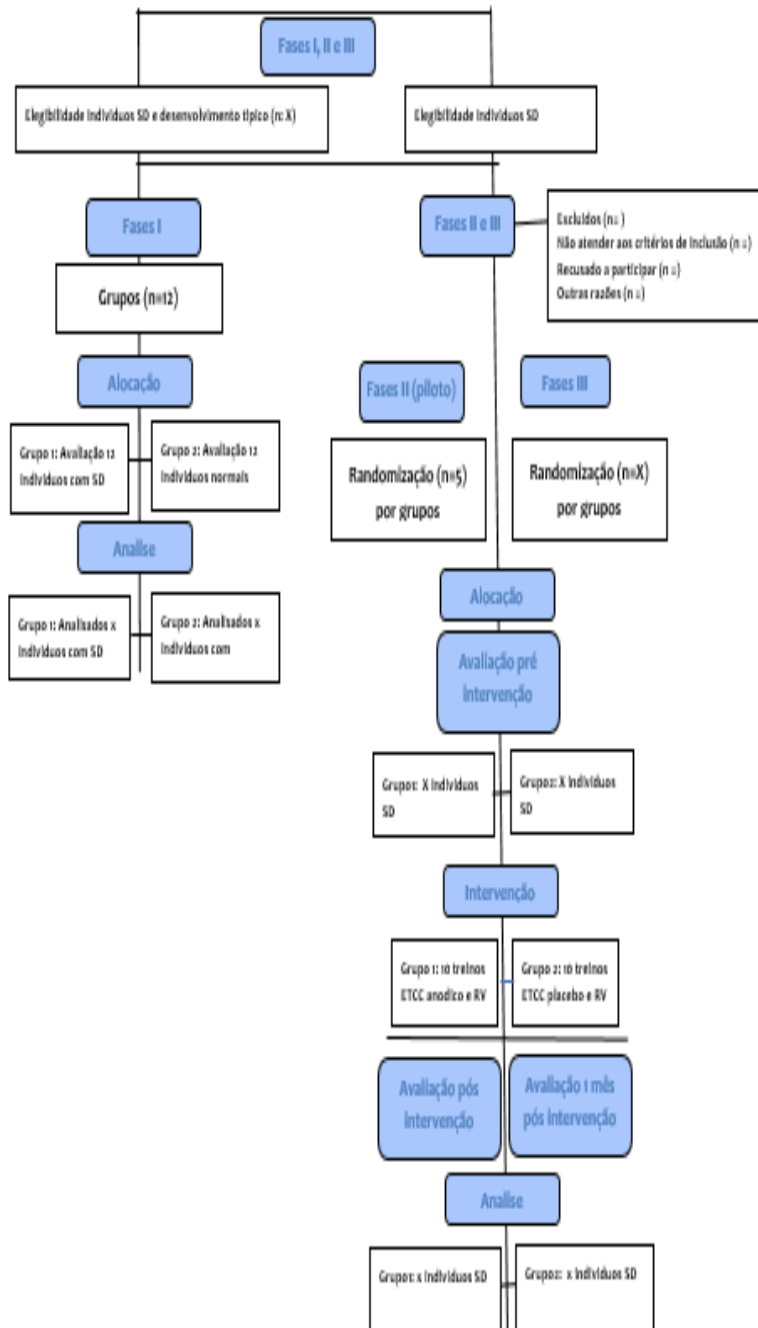 Fases I, II e III
Elegibilidade indivíduos SD e desenvolvimento típico (n: X)
Elegibilidade indivíduos SD
Fases I
Fases II e III
Excluídos (n= )
Não atender aos critérios de inclusão (n =)
Recusado a participar (n =)
Outras razões (n =)
Grupos (n=12)
Alocação
Fases II (piloto)
Fases III
Grupo 1: Avaliação 12
indivíduos com SD
Grupo 2: Avaliação 12
indivíduos normais
Randomização (n=5)
por grupos
Randomização (n=X)
por grupos
Analise
Grupo 1: Analisados x
indivíduos com SD
Grupo 2: Analisados x
indivíduos com
Alocação
Avaliação pré
intervenção
Grupo1: X indivíduos
SD
Grupo2: X indivíduos
SD
Intervenção
Grupo 1: 10 treinos
ETCC anodico e RV
Grupo 2: 10 treinos
ETCC placebo e RV
Avaliação pós
intervenção
Avaliação 1 mês
pós intervenção
Analise
Grupo1: x indivíduos SD
Grupo2: x indivíduos SD